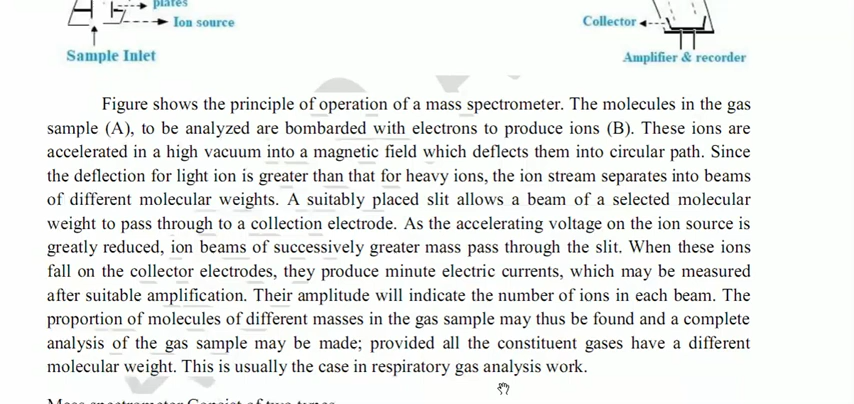 plates
Ion source
Collector
Sample Inlet
Amplifier & recorder
Figure shows the principle of operation of a mass spectrometer. The molecules in the gas
sample (A), to be analyzed are bombarded with electrons to produce ions (B). These ions are
accelerated in a high vacuum into a magnetic field which deflects them into circular path. Since
the deflection for light ion is greater than that for heavy ions, the ion stream separates into beams
of different molecular weights. A suitably placed slit allows a beam of a selected molecular
weight to pass through to a collection electrode. As the accelerating voltage on the ion source is
greatly reduced, ion beams of successively greater mass pass through the slit. When these ions
fall on the collector electrodes, they produce minute electric currents, which may be measured
after suitable amplification. Their amplitude will indicate the number of ions in each beam. The
proportion of molecules of different masses in the gas sample may thus be found and a complete
analysis of the gas sample may be made; provided all the constituent gases have a different
molecular weight. This is usually the case in respiratory gas analysis work.
Mass spectrometer Consist of two types